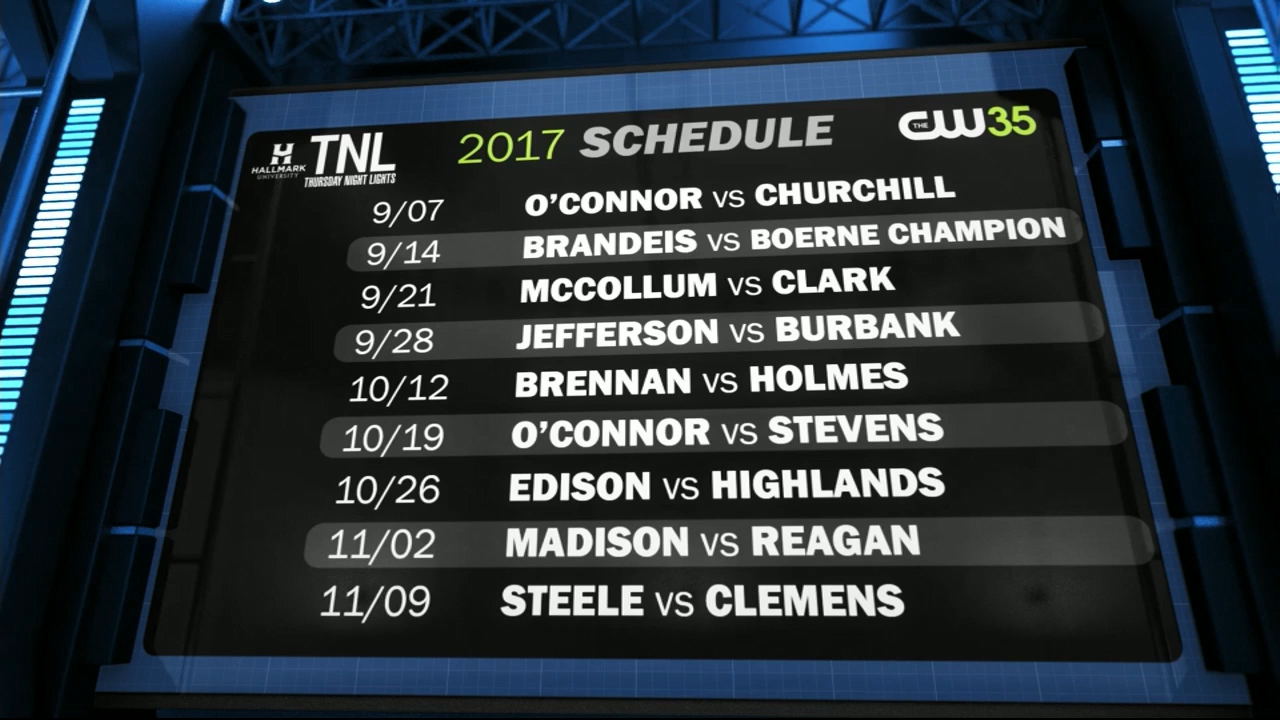 HALLMARK
UNIVERSITY
TNL
THURSDAY NIGHT LIGHTS
2017 SCHEDULE
THE CW35
9/07 O'CONNOR VS CHURCHILL
9/14 BRANDEIS VS BOERNE CHAMPION
9/21 MCCOLLUM VS CLARK
9/28 JEFFERSON VS BURBANK
10/12 BRENNAN VS HOLMES
10/19 O'CONNOR VS STEVENS
10/26 EDISON VS HIGHLANDS
11/02 MADISON VS REAGAN
11/09 STEELE VS CLEMENS